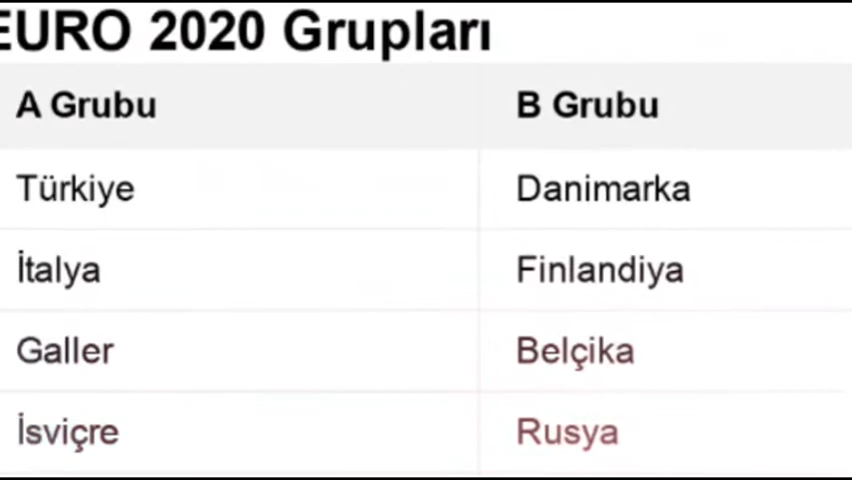 EURO 2020 Grupları
A Grubu B Grubu
Türkiye Danimarka
İtalya Finlandiya
Galler Belçika
İsviçre Rusya